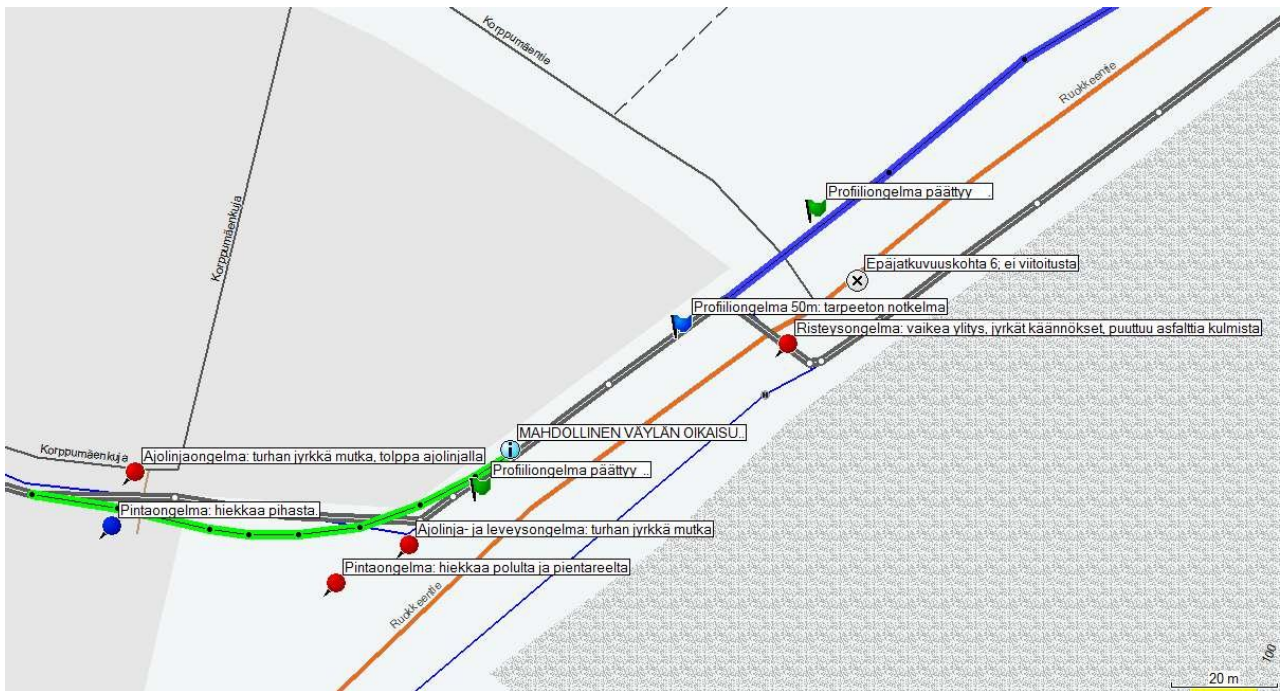 Korppumäentie
Ruokkeentie
Korppumäenkuja
Profiiliongelma päättyy ..
Epäjatkuvuuskohta 6; ei viitoitusta
Profiiliongelma 50m: tarpeeton notkelma
Risteysongelma: vaikea ylitys, jyrkät käännökset, puuttuu asfalttia kulmista
MAHDOLLINEN VÄYLÄN OIKAISU..
Korppumäenkuja
Ajolinjaongelma: turhan jyrkkä mutka, tolppa ajolinjalla
Profiiliongelma päättyy ..
Pintaongelma: hiekkaa pihasta.
Ajolinja- ja leveysongelma: turhan jyrkkä mutka
Pintaongelma: hiekkaa polulta ja pientareelta
Ruokkeentie
100
20 m